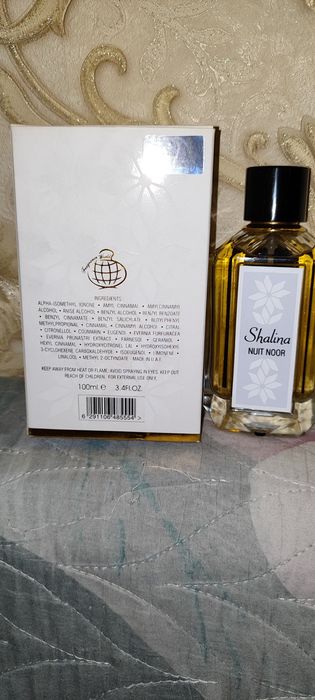 INGREDIENTS:
ALPHA-ISOMETHYL IONONE • AMYL CINNAMAL • AMYLCINNAMYL
ALCOHOL • ANISE ALCOHOL • BENZYL ALCOHOL • BENZYL BENZOATE
• BENZYL CINNAMATE • BENZYL SALICYLATE • BUTYLPHENYL
METHYLPROPIONAL • CINNAMAL • CINNAMYL ALCOHOL • CITRAL
• CITRONELLOL • COUMARIN • EUGENOL • EVERNIA FURFURACEA
• EVERNIA PRUNASTRI EXTRACT • FARNESOL • GERANIOL •
HEXYL CINNAMAL • HYDROXYCITRONELLAL • HYDROXYISOHEXYL
3-CYCLOHEXENE CARBOXALDEHYDE • ISOEUGENOL • LIMONENE •
LINALOOL • METHYL 2-OCTYNOATE MADE IN U.A.E
KEEP AWAY FROM HEAT OF FLAME, AVOID SPRAYING IN EYES. KEEP OUT
REACH OF CHILDREN. FOR EXTERNAL USE ONLY.
100ml℮ 3.4FL.OZ
6 291106 485554 >
Shalina
NUIT NOOR